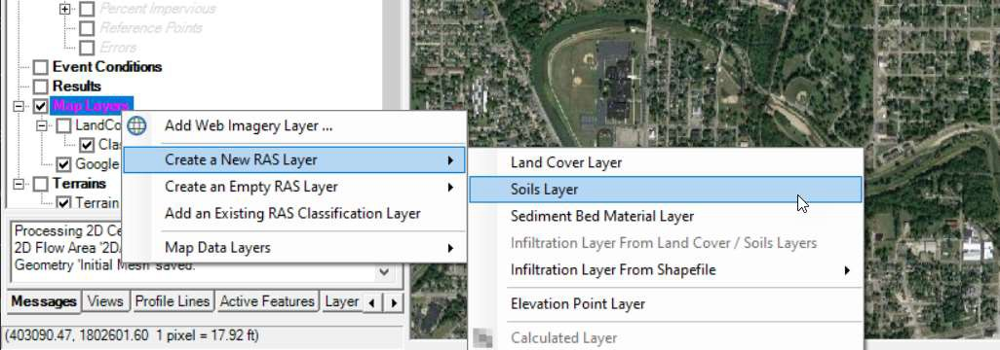 Percent Impervious
Reference Points
Errors
Event Conditions
Results
Map Layers
LandCo
Clas
Google
Terrains
Terrain
Add Web Imagery Layer ...
Create a New RAS Layer
Create an Empty RAS Layer
Add an Existing RAS Classification Layer
Map Data Layers
Land Cover Layer
Soils Layer
Sediment Bed Material Layer
Infiltration Layer From Land Cover / Soils Layers
Infiltration Layer From Shapefile
Elevation Point Layer
Calculated Layer
Processing 2D Ce
2D Flow Area '2D
Geometry 'Initial Mesh' saved.
Messages Views Profile Lines Active Features Layer
(403090.47, 1802601.60 1 pixel = 17.92 ft)